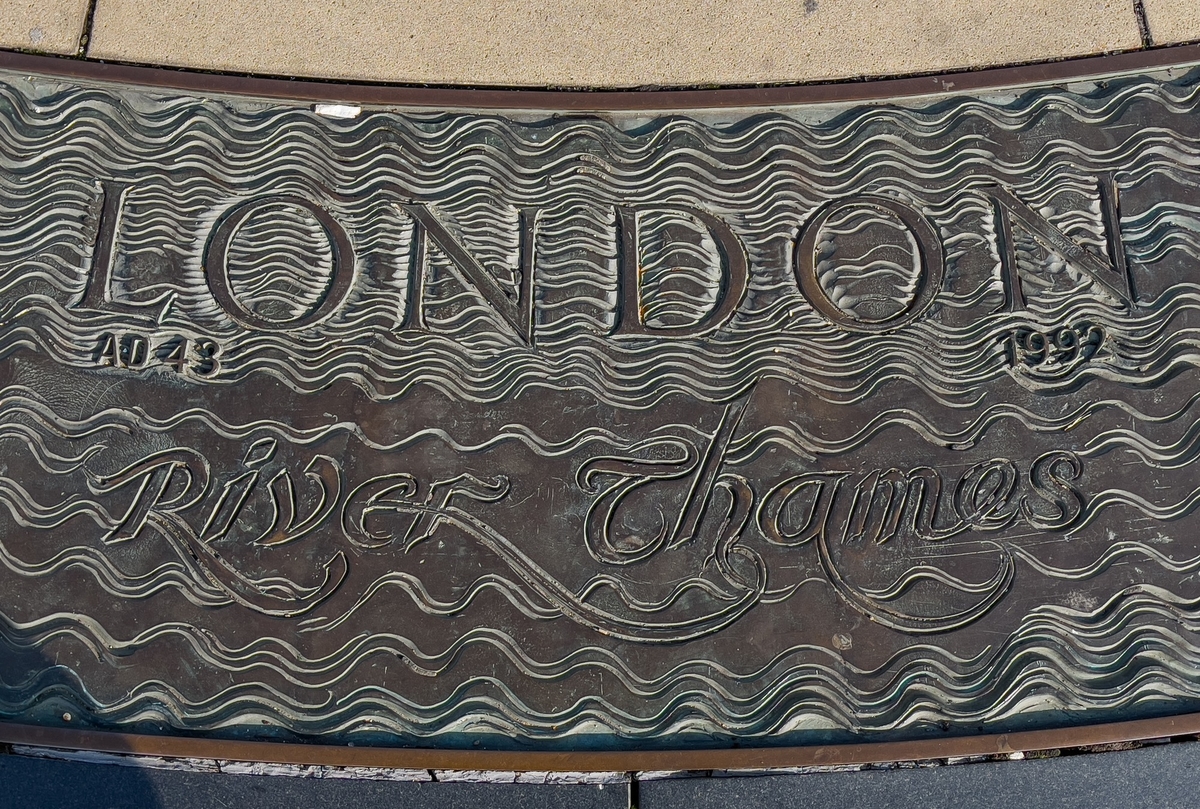 LONDON
AD 43 1992
River Thames